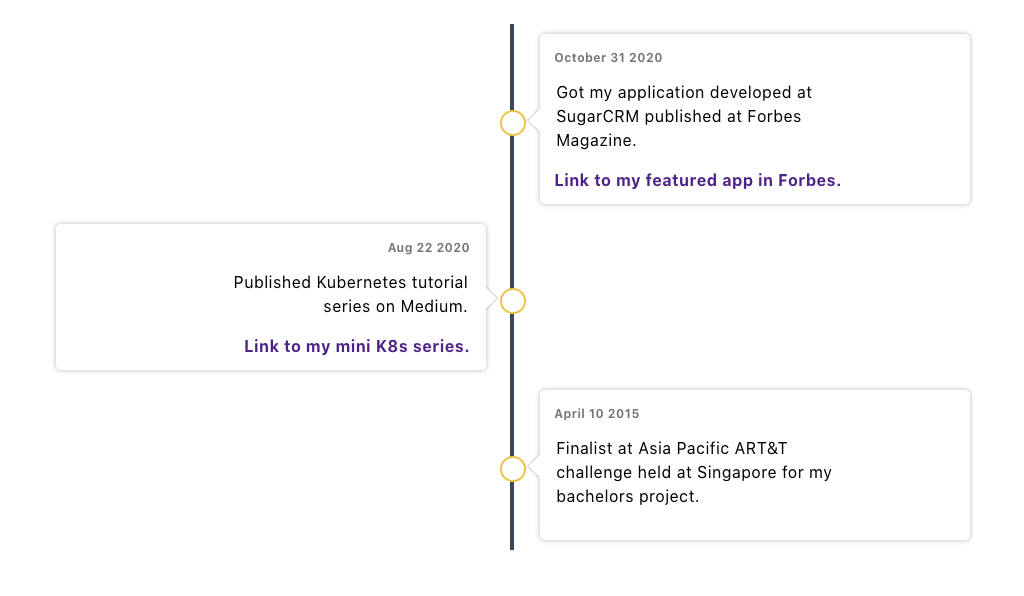 October 31 2020
Got my application developed at
SugarCRM published at Forbes
Magazine.
Link to my featured app in Forbes.
Aug 22 2020
Published Kubernetes tutorial
series on Medium.
Link to my mini K8s series.
April 10 2015
Finalist at Asia Pacific ART&T
challenge held at Singapore for my
bachelors project.